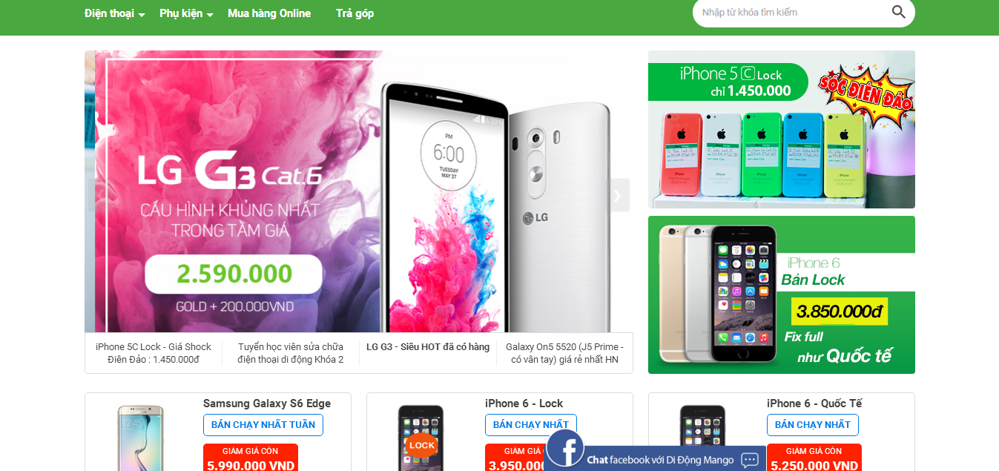 Điện thoại
Phụ kiện
Mua hàng Online
Trả góp
Nhập từ khóa tìm kiếm
LG G3 Cat.6
CẤU HÌNH KHỦNG NHẤT
TRONG TẦM GIÁ
2.590.000
GOLD + 200.000VND
PM
6:00
TUESDAY
MAY 27
LG
iPhone 5C Lock - Giá Shock
Điên Đảo : 1.450.000đ
Tuyển học viên sửa chữa
điện thoại di động Khóa 2
LG G3 - Siêu HOT đã có hàng
Galaxy On5 5520 (J5 Prime -
có vân tay) giá rẻ nhất HN
iPhone 5 C Lock
chỉ 1.450.000
SỐC ĐIÊN ĐẢO
iPhone 6
Bản Lock
3.850.000đ
Fix full
như Quốc tế
Samsung Galaxy S6 Edge
BÁN CHẠY NHẤT TUẦN
GIẢM GIÁ CÒN
5.990.000 VND
12:45
iPhone 6 - Lock
BÁN CHẠY NHẤT
GIẢM GIÁ
3.950.00
LOCK
iPhone 6 - Quốc Tế
BÁN CHẠY NHẤT
GIẢM GIÁ CÒN
5.250.000 VND
Chat facebook với Di Động Mango